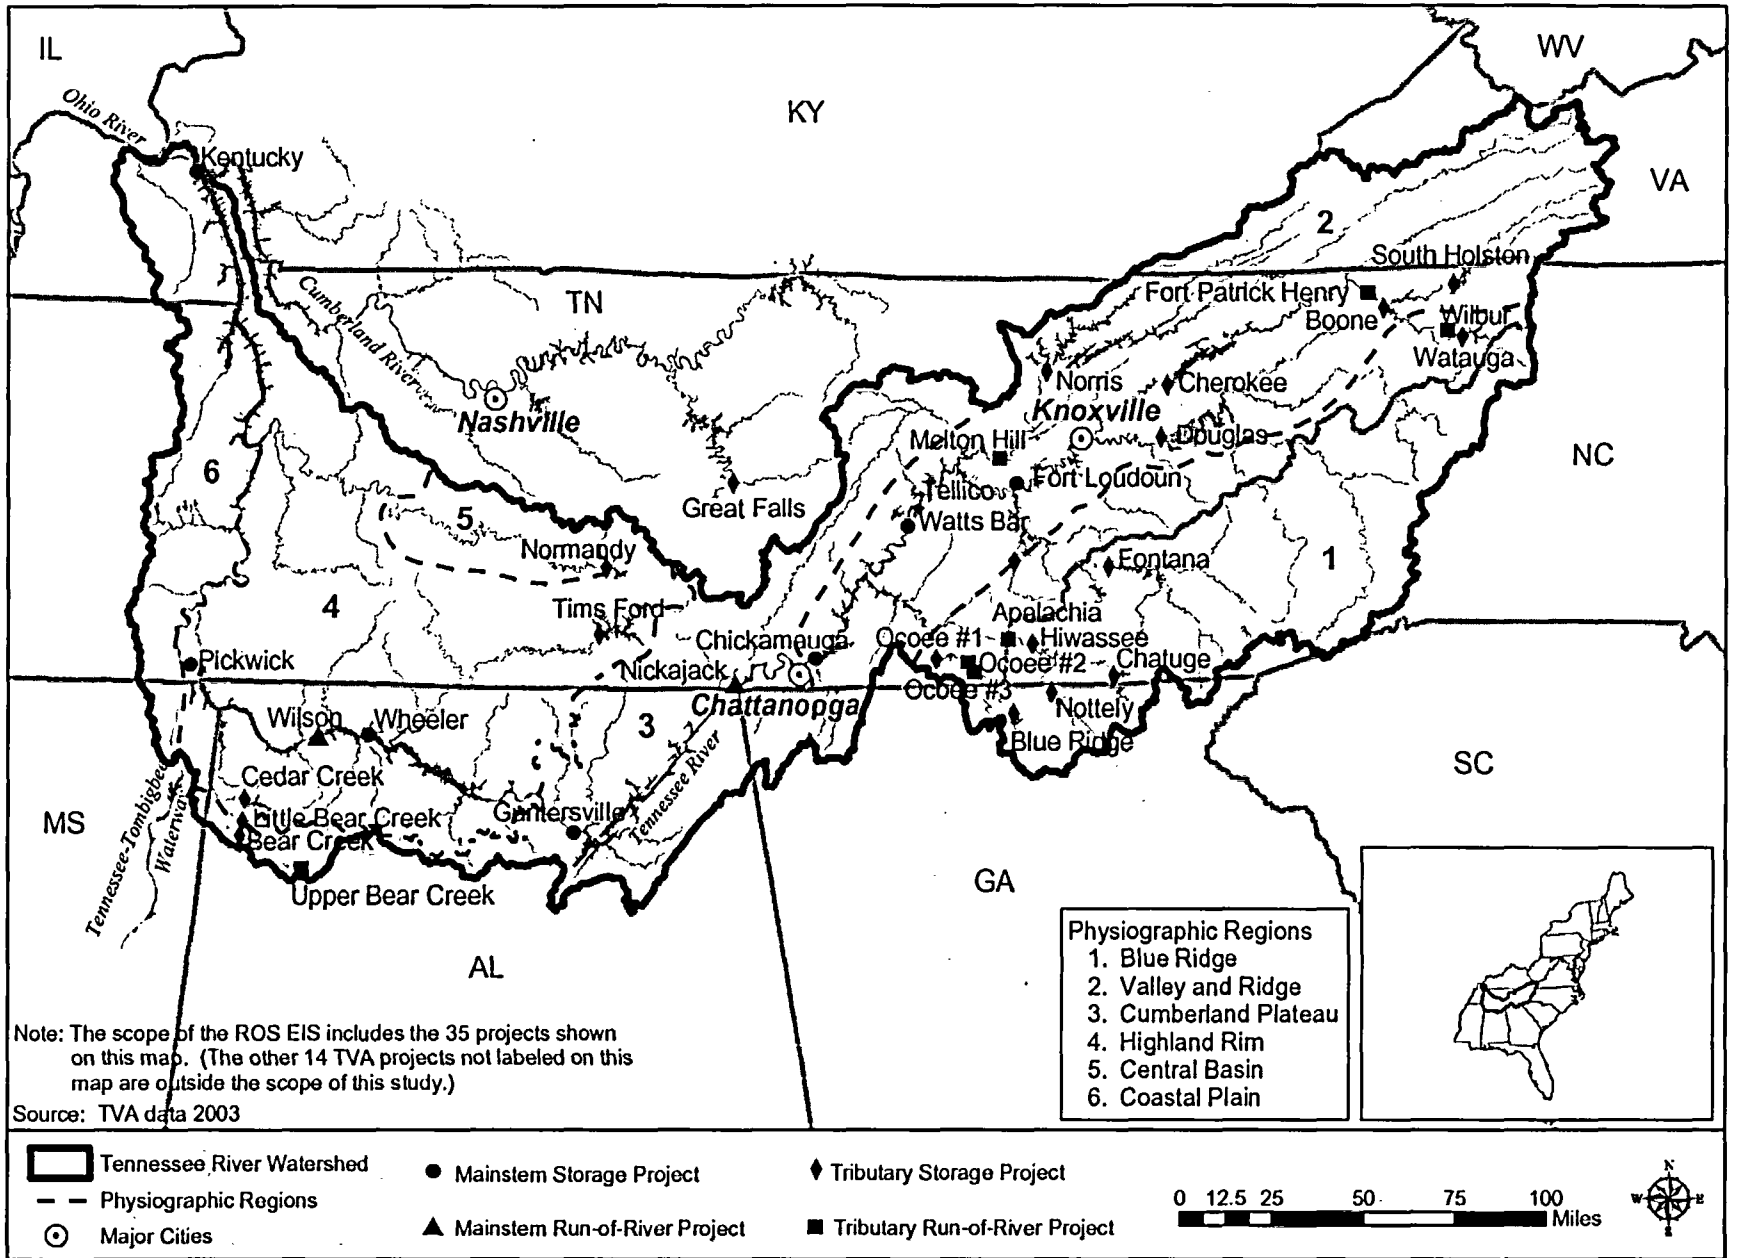 IL
WV
Ohio River
KY
Kentucky
VA
2
South Holston
Cumberland River
TN
Fort Patrick Henry
Boone
Wilbur
Watauga
Norris
Cherokee
Nashville
Knoxville
Melton Hill
Douglas
NC
6
Tellico
Fort Loudoun
Great Falls
Watts Bar
5
Normandy
Fontana
1
4
Tims Ford
Apalachia
Chickamauga
Ocoee #1
Hiwassee
Pickwick
Nickajack
Ocoee #2
Chatuge
Ocoee #3
Chattanooga
Nottely
Wilson
Wheeler
3
Blue Ridge
SC
Cedar Creek
Tennessee River
MS
Little Bear Creek
Guntersville
Bear Creek
Tennessee-Tombigbee
Waterway
Upper Bear Creek
GA
AL
Physiographic Regions
1. Blue Ridge
2. Valley and Ridge
3. Cumberland Plateau
4. Highland Rim
5. Central Basin
6. Coastal Plain
Note: The scope of the ROS EIS includes the 35 projects shown
on this map. (The other 14 TVA projects not labeled on this
map are outside the scope of this study.)
Source: TVA data 2003
Tennessee River Watershed
Physiographic Regions
Major Cities
Mainstem Storage Project
Mainstem Run-of-River Project
Tributary Storage Project
Tributary Run-of-River Project
0 12.5 25 50 75 100
Miles
N
W E
S